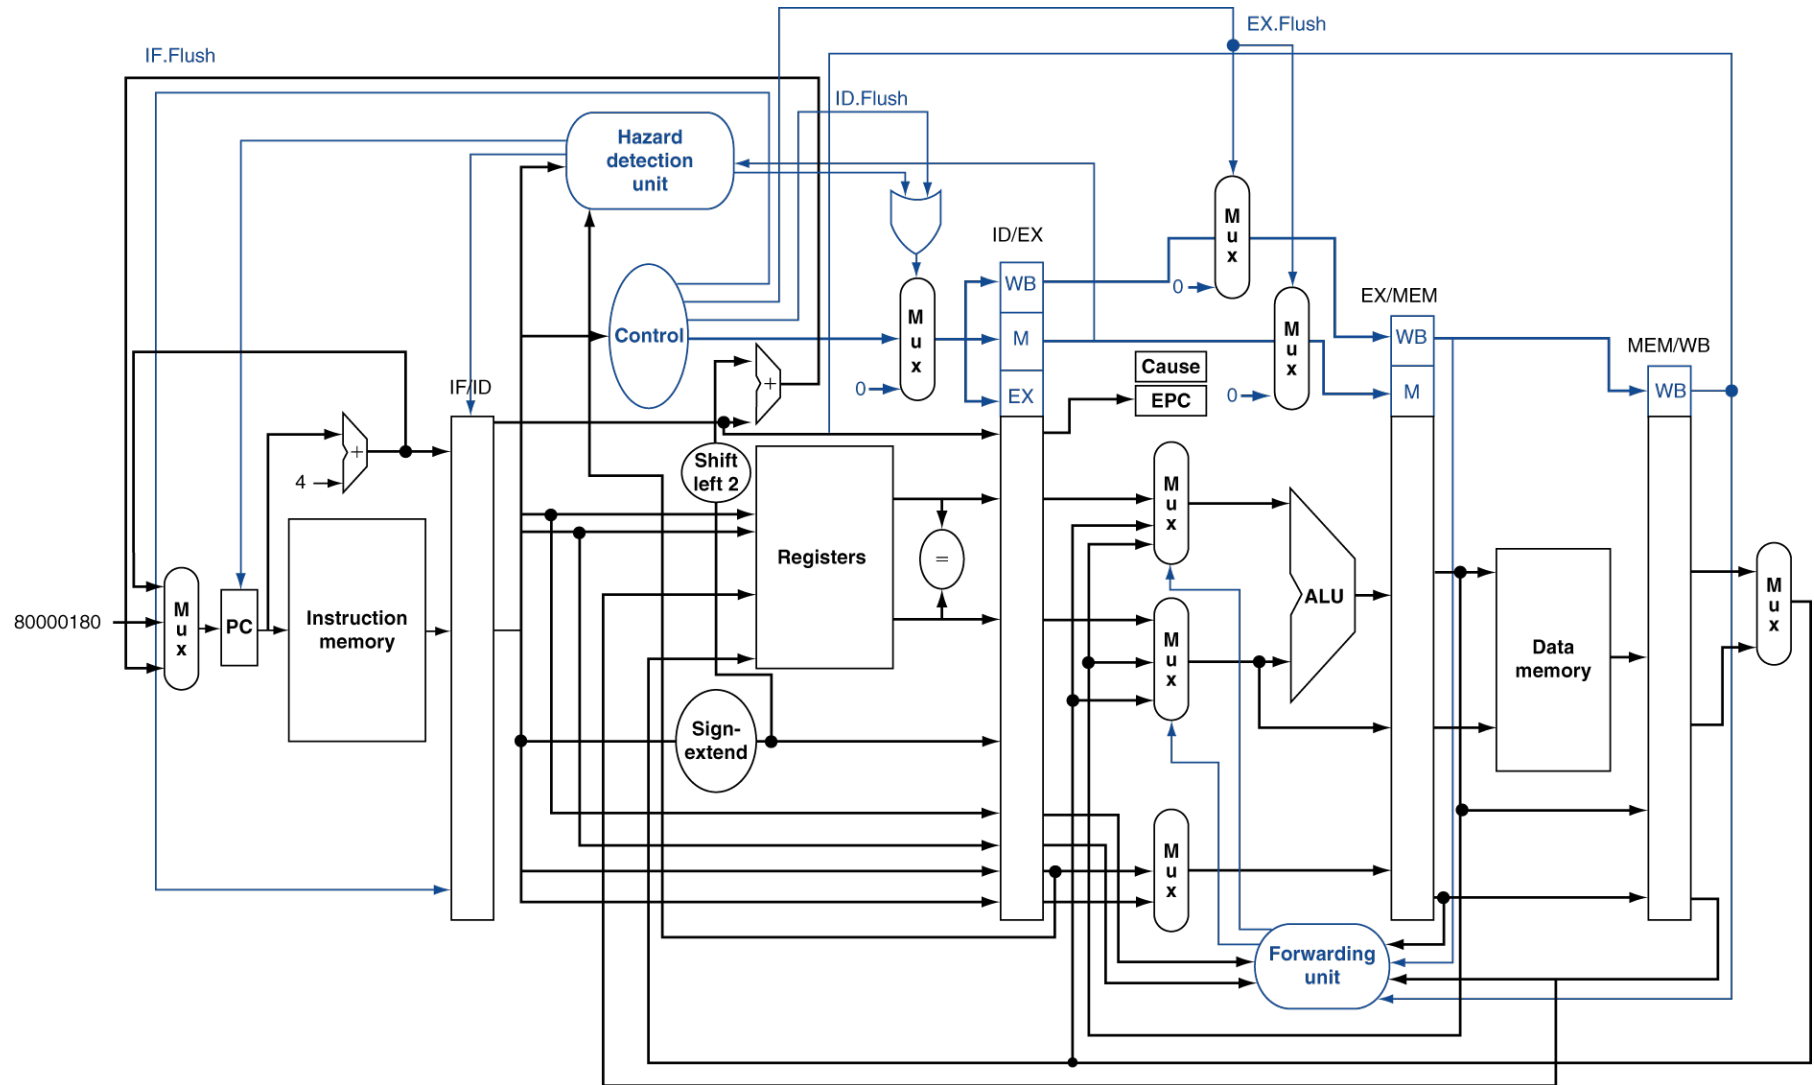 EX.Flush
IF.Flush
ID.Flush
Hazard
detection
unit
M
u
x
ID/EX
WB
0
M
u
x
EX/MEM
Control
M
u
x
M
M
u
x
WB
MEM/WB
Cause
IF/ID
0
EX
EPC
0
M
WB
+
+
4
Shift
left 2
M
u
x
Registers
=
M
u
x
80000180
PC
Instruction
memory
ALU
M
u
x
M
u
x
Data
memory
Sign-
extend
M
u
x
Forwarding
unit